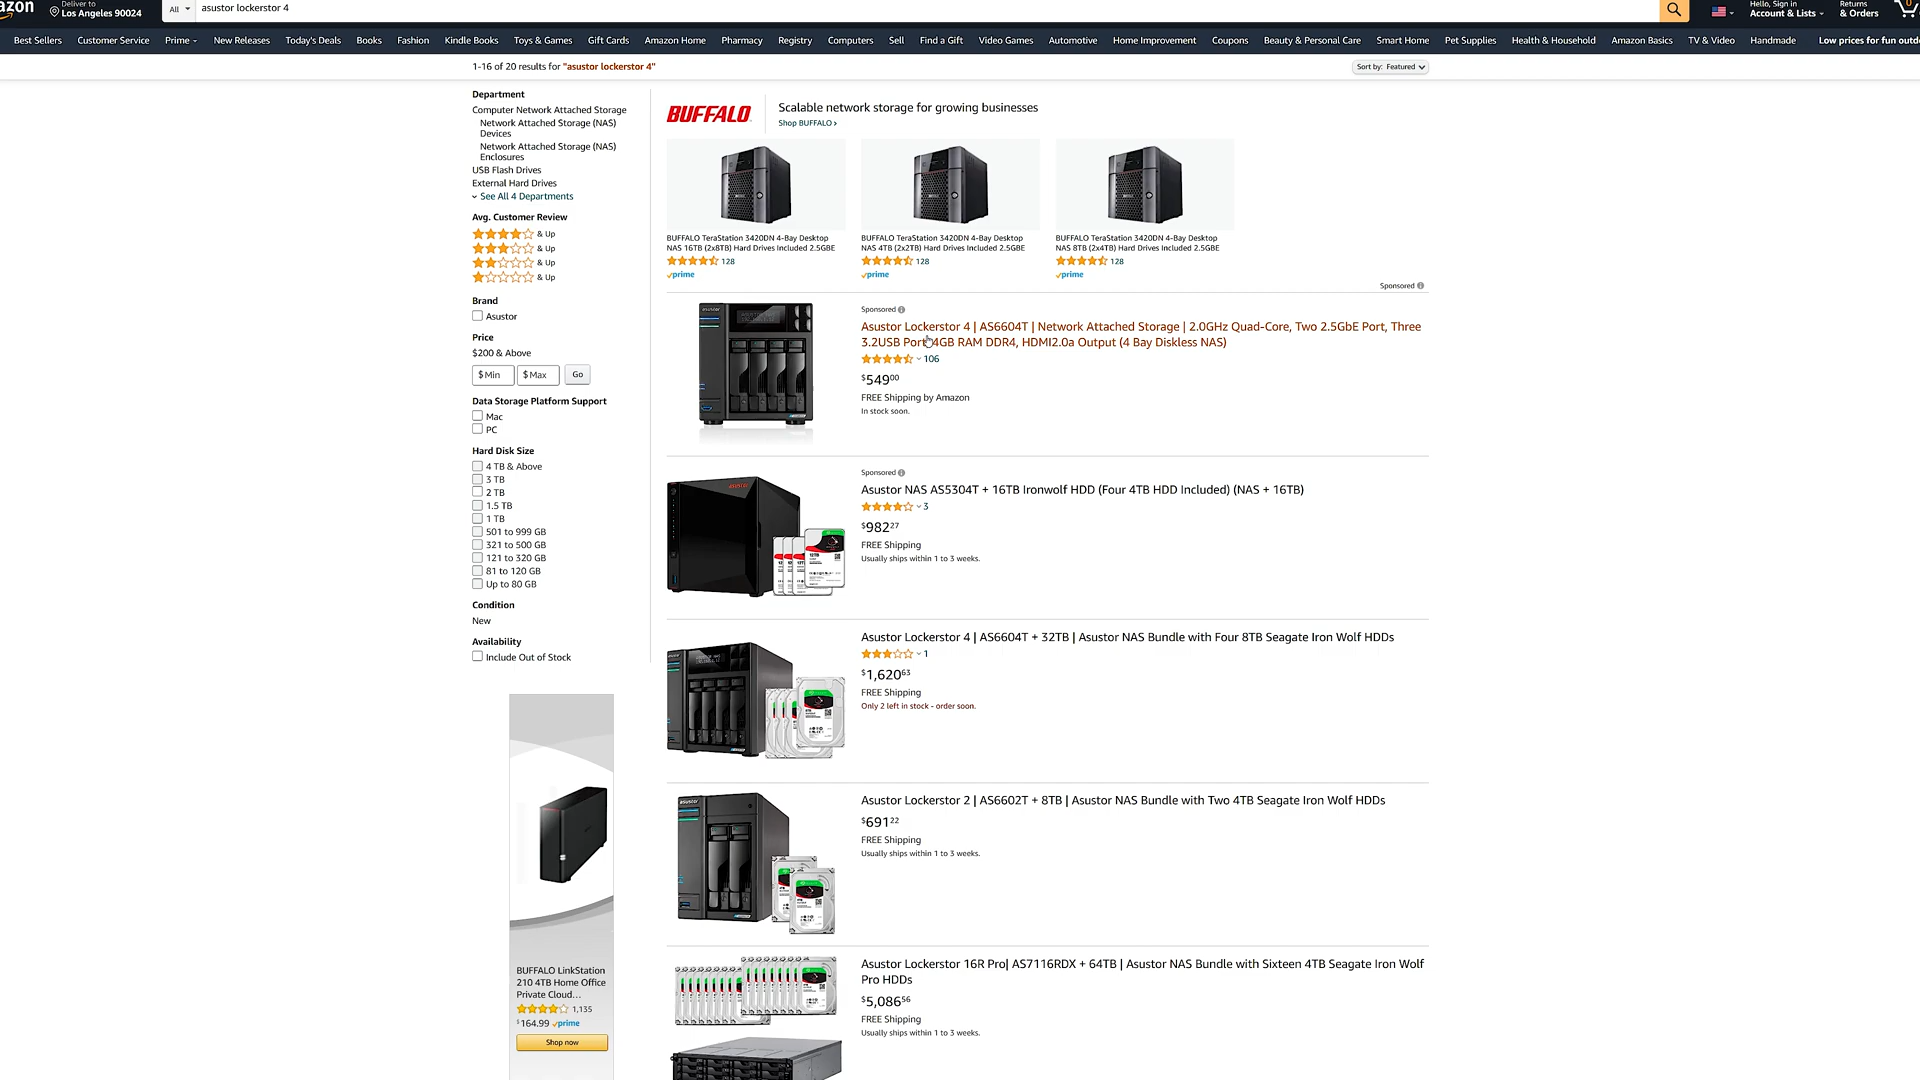 azon
Deliver to
Los Angeles 90024
All
asustor lockerstor 4
Hello, Sign in
Account & Lists
Returns
& Orders
0
Best Sellers
Customer Service
Prime
New Releases
Today's Deals
Books
Fashion
Kindle Books
Toys & Games
Gift Cards
Amazon Home
Pharmacy
Registry
Computers
Sell
Find a Gift
Video Games
Automotive
Home Improvement
Coupons
Beauty & Personal Care
Smart Home
Pet Supplies
Health & Household
Amazon Basics
TV & Video
Handmade
Low prices for fun outd
1-16 of 20 results for "asustor lockerstor 4"
Sort by: Featured
Department
Computer Network Attached Storage
Network Attached Storage (NAS)
Devices
Network Attached Storage (NAS)
Enclosures
USB Flash Drives
External Hard Drives
See All 4 Departments
Avg. Customer Review
& Up
& Up
& Up
& Up
Brand
Asustor
Price
$200 & Above
$ Min
$ Max
Go
Data Storage Platform Support
Mac
PC
Hard Disk Size
4 TB & Above
3 TB
2 TB
1.5 TB
1 TB
501 to 999 GB
321 to 500 GB
121 to 320 GB
81 to 120 GB
Up to 80 GB
Condition
New
Availability
Include Out of Stock
BUFFALO LinkStation
210 4TB Home Office
Private Cloud...
1,135
$164.99 prime
Shop now
BUFFALO
Scalable network storage for growing businesses
Shop BUFFALO ›
BUFFALO TeraStation 3420DN 4-Bay Desktop
NAS 16TB (2x8TB) Hard Drives Included 2.5GBE
128
prime
BUFFALO TeraStation 3420DN 4-Bay Desktop
NAS 4TB (2x2TB) Hard Drives Included 2.5GBE
128
prime
BUFFALO TeraStation 3420DN 4-Bay Desktop
NAS 8TB (2x4TB) Hard Drives Included 2.5GBE
128
prime
Sponsored
Sponsored
Asustor Lockerstor 4 | AS6604T | Network Attached Storage | 2.0GHz Quad-Core, Two 2.5GbE Port, Three
3.2USB Port, 4GB RAM DDR4, HDMI2.0a Output (4 Bay Diskless NAS)
106
$549.00
FREE Shipping by Amazon
In stock soon.
Sponsored
Asustor NAS AS5304T + 16TB Ironwolf HDD (Four 4TB HDD Included) (NAS + 16TB)
3
$982.27
FREE Shipping
Usually ships within 1 to 3 weeks.
Asustor Lockerstor 4 | AS6604T + 32TB | Asustor NAS Bundle with Four 8TB Seagate Iron Wolf HDDs
1
$1,620.63
FREE Shipping
Only 2 left in stock - order soon.
Asustor Lockerstor 2 | AS6602T + 8TB | Asustor NAS Bundle with Two 4TB Seagate Iron Wolf HDDs
$691.22
FREE Shipping
Usually ships within 1 to 3 weeks.
Asustor Lockerstor 16R Pro| AS7116RDX + 64TB | Asustor NAS Bundle with Sixteen 4TB Seagate Iron Wolf
Pro HDDs
$5,086.56
FREE Shipping
Usually ships within 1 to 3 weeks.